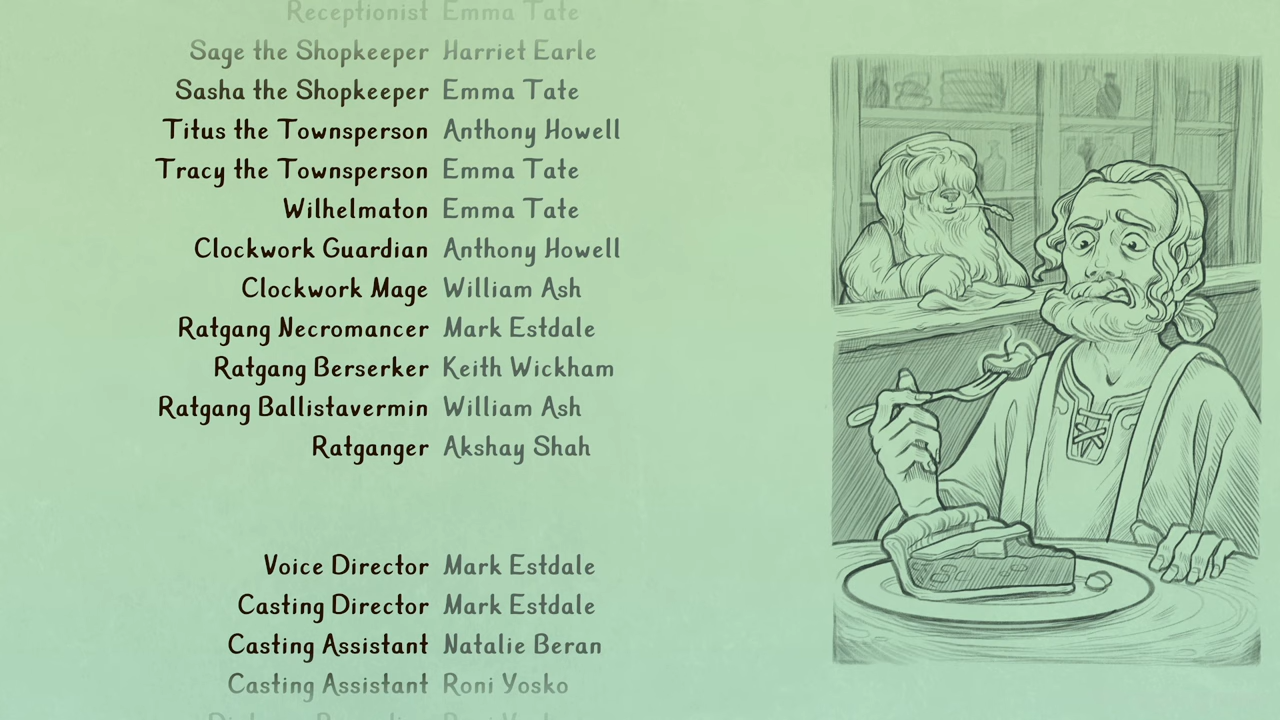 Receptionist Emma Tate
Sage the Shopkeeper Harriet Earle
Sasha the Shopkeeper Emma Tate
Titus the Townsperson Anthony Howell
Tracy the Townsperson Emma Tate
Wilhelmaton Emma Tate
Clockwork Guardian Anthony Howell
Clockwork Mage William Ash
Ratgang Necromancer Mark Estdale
Ratgang Berserker Keith Wickham
Ratgang Ballistavermin William Ash
Ratganger Akshay Shah
Voice Director Mark Estdale
Casting Director Mark Estdale
Casting Assistant Natalie Beran
Casting Assistant Roni Yosko